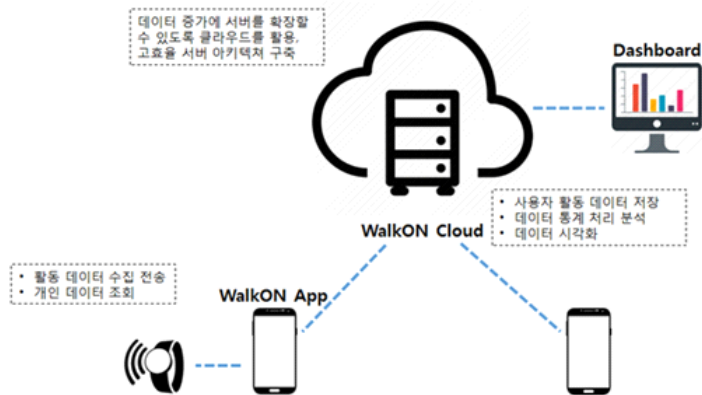 데이터 증가에 서버를 확장할
수 있도록 클라우드를 활용,
고효율 서버 아키텍쳐 구축
Dashboard
• 사용자 활동 데이터 저장
• 데이터 통계 처리 분석
• 데이터 시각화
WalkON Cloud
• 활동 데이터 수집 전송
• 개인 데이터 조회
WalkON App